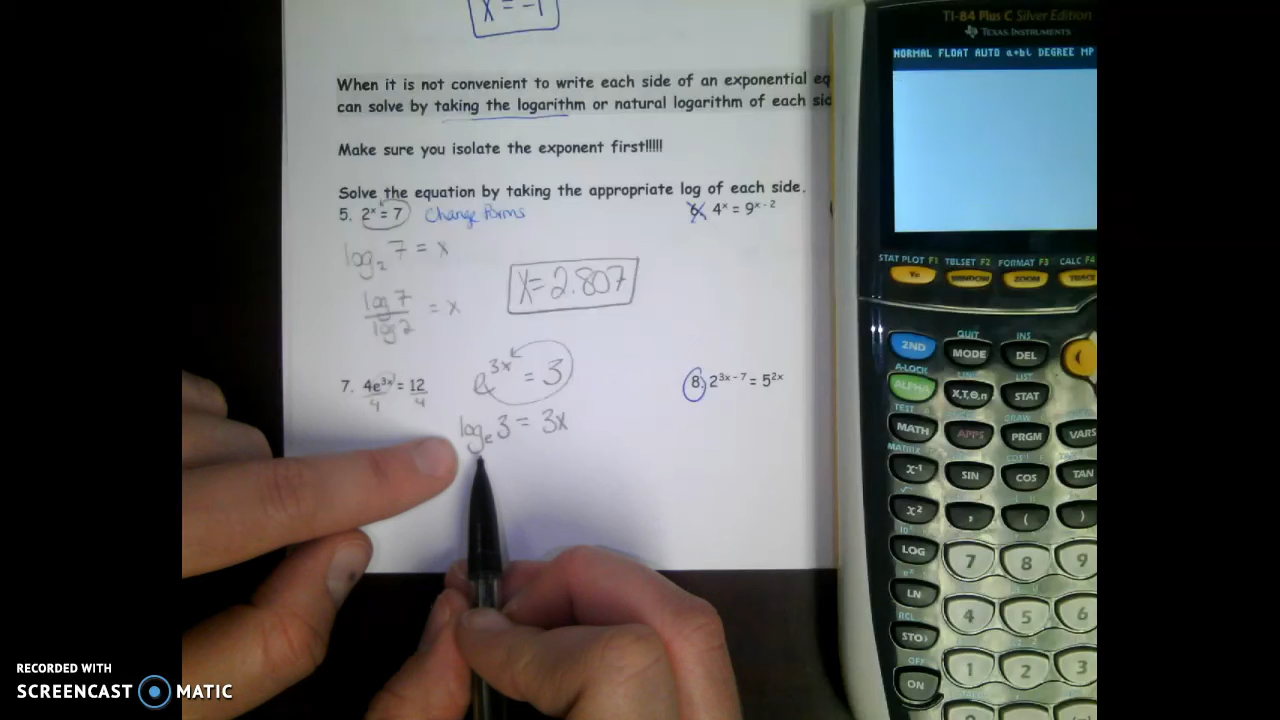 x = -1
When it is not convenient to write each side of an exponential eq
can solve by taking the logarithm or natural logarithm of each sid
Make sure you isolate the exponent first!!!!!
Solve the equation by taking the appropriate log of each side.
5. 2ˣ = 7 Change Forms
log₂ 7 = x
log 7 / log 2 = x
x = 2.807
6. 4ˣ = 9ˣ⁻²
7. 4e³ˣ = 12
4 4
e³ˣ = 3
logₑ 3 = 3x
8. 2³ˣ⁻⁷ = 5²ˣ
TI-84 Plus C Silver Edition
TEXAS INSTRUMENTS
NORMAL FLOAT AUTO a+bi DEGREE MP
STAT PLOT F1 TBLSET F2 FORMAT F3 CALC F4
Y= WINDOW ZOOM TRACE
QUIT INS
2ND MODE DEL
A-LOCK LINK LIST
ALPHA X,T,Θ,n STAT
TEST
MATH APPS PRGM VARS
MATRIX
x⁻¹ SIN COS TAN
x² , ( )
10ˣ
LOG 7 8 9
eˣ
LN 4 5 6
RCL
STO› 1 2 3
OFF
ON
RECORDED WITH
SCREENCAST MATIC